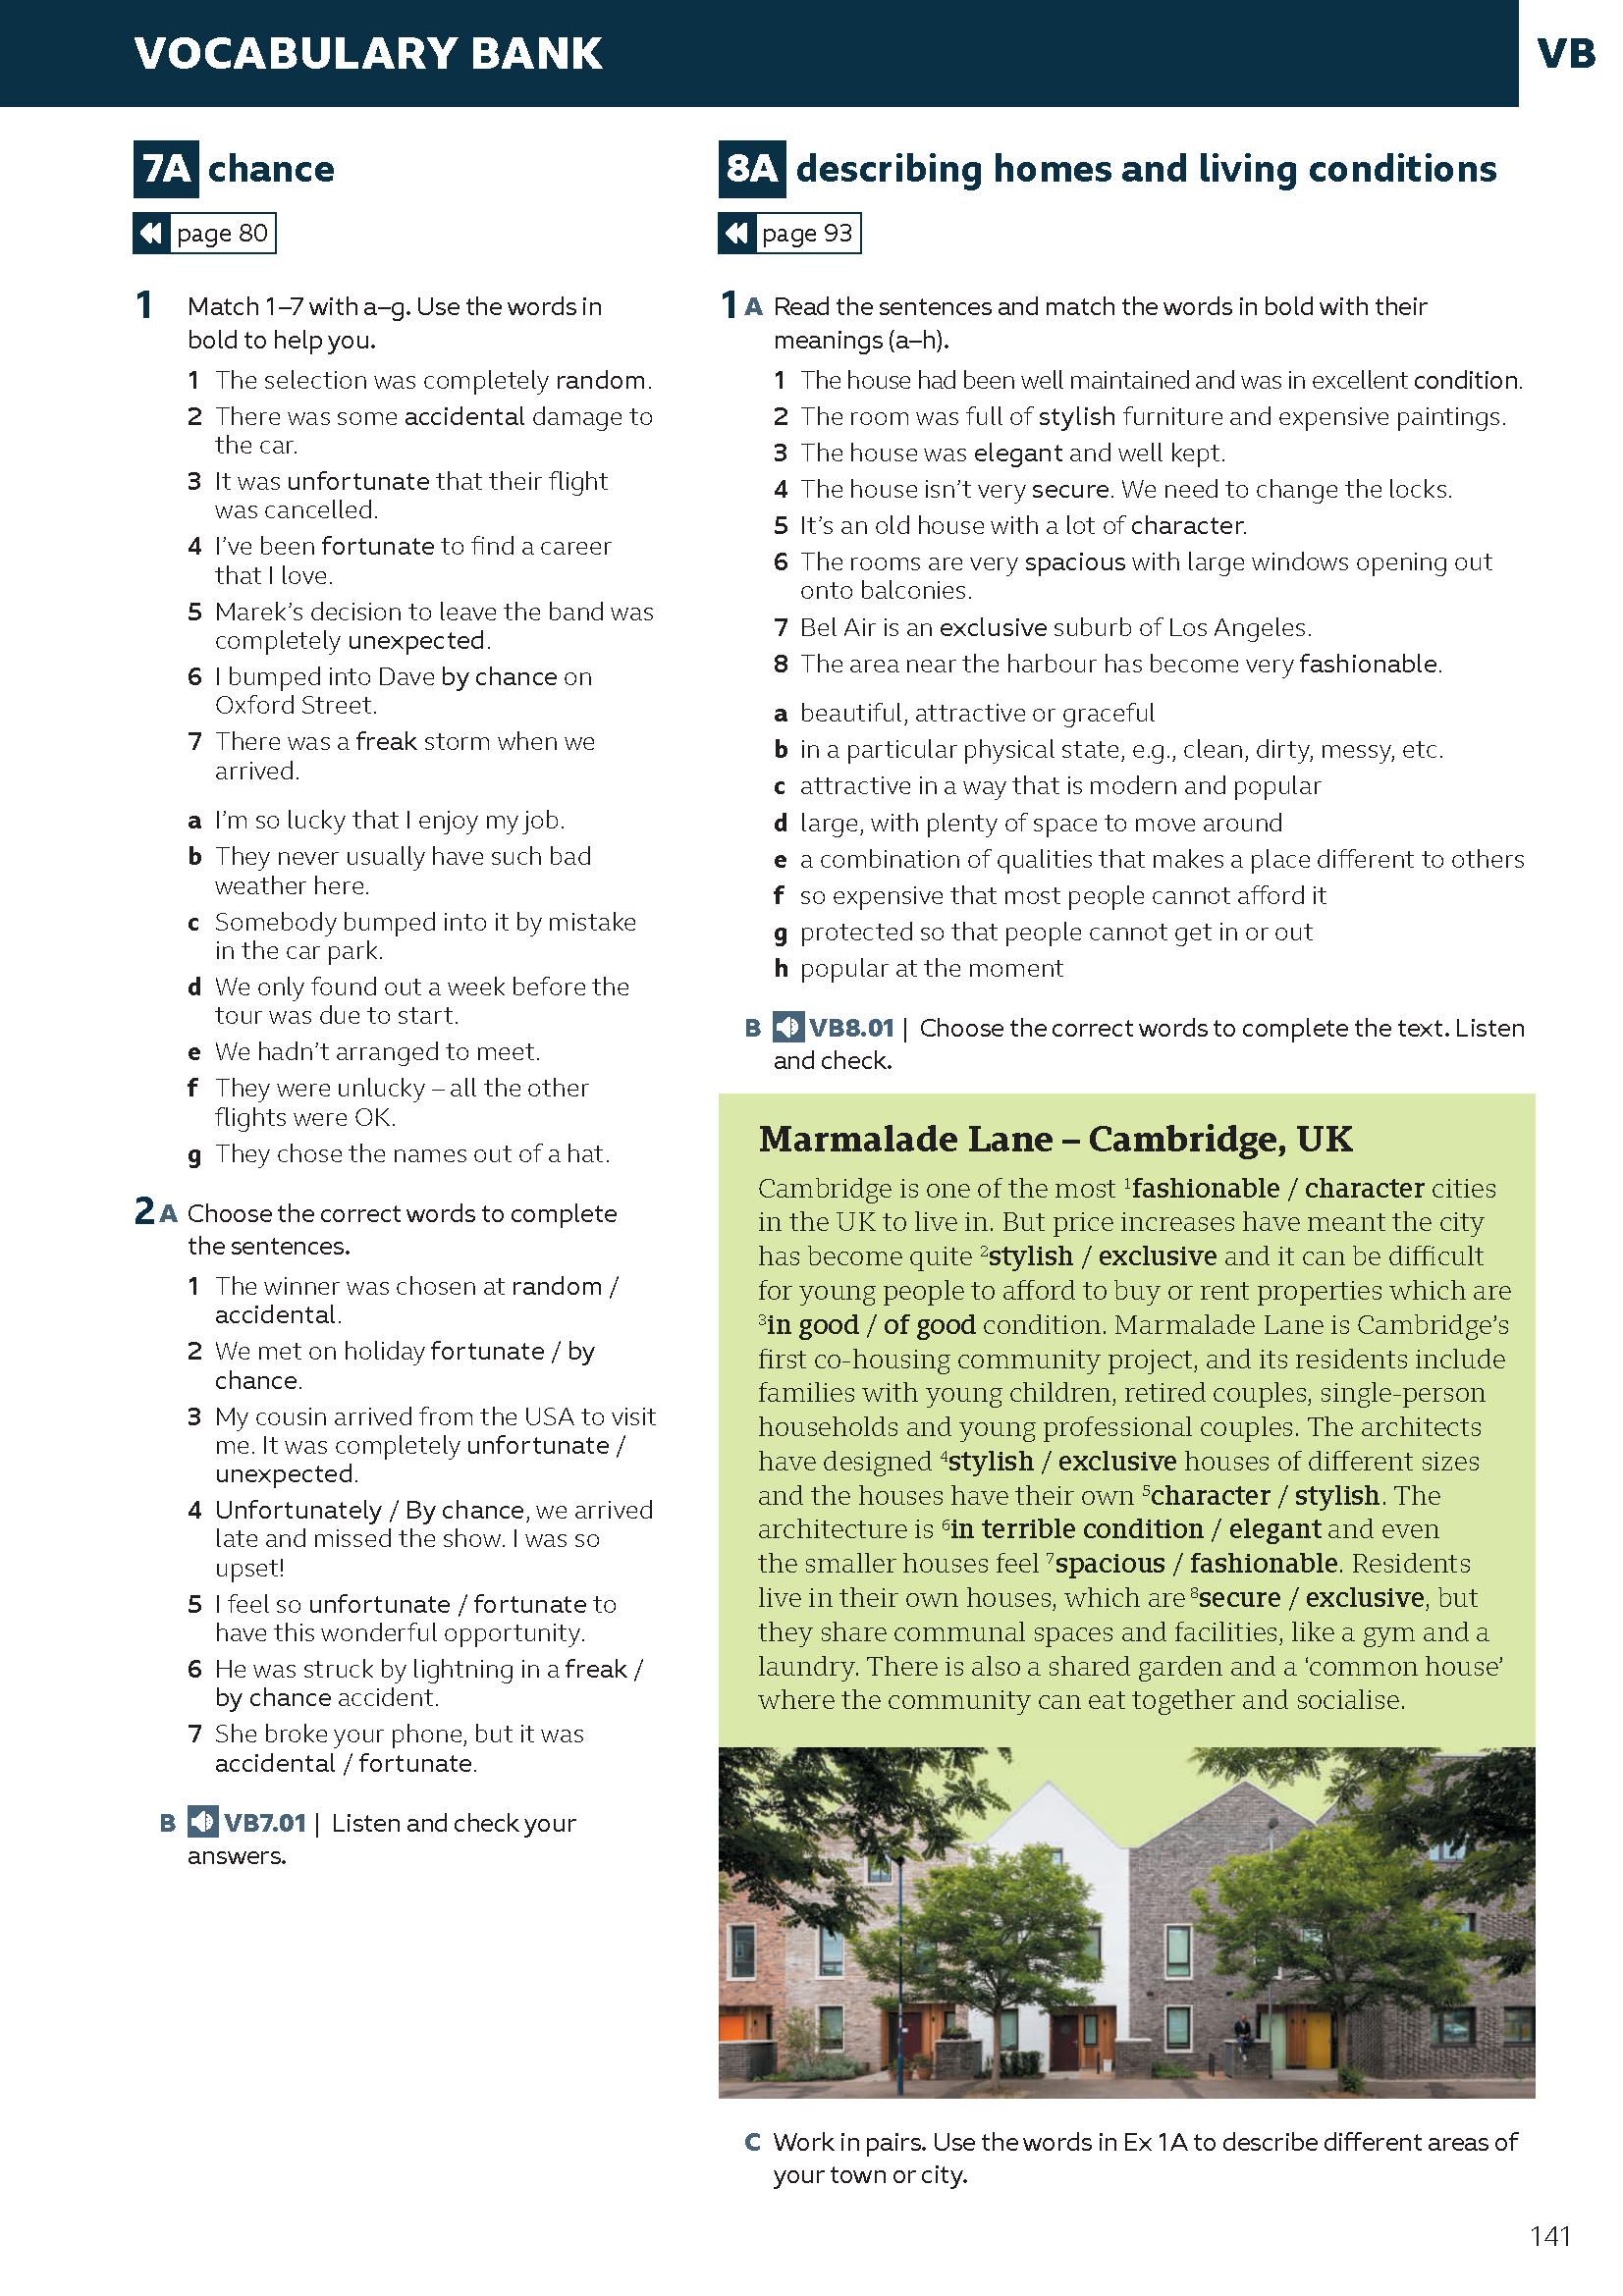 VOCABULARY BANK
VB
7A chance
page 80
1 Match 1–7 with a–g. Use the words in
bold to help you.
1 The selection was completely random.
2 There was some accidental damage to
the car.
3 It was unfortunate that their flight
was cancelled.
4 I've been fortunate to find a career
that I love.
5 Marek's decision to leave the band was
completely unexpected.
6 I bumped into Dave by chance on
Oxford Street.
7 There was a freak storm when we
arrived.
a I'm so lucky that I enjoy my job.
b They never usually have such bad
weather here.
c Somebody bumped into it by mistake
in the car park.
d We only found out a week before the
tour was due to start.
e We hadn't arranged to meet.
f They were unlucky – all the other
flights were OK.
g They chose the names out of a hat.
2 A Choose the correct words to complete
the sentences.
1 The winner was chosen at random /
accidental.
2 We met on holiday fortunate / by
chance.
3 My cousin arrived from the USA to visit
me. It was completely unfortunate /
unexpected.
4 Unfortunately / By chance, we arrived
late and missed the show. I was so
upset!
5 I feel so unfortunate / fortunate to
have this wonderful opportunity.
6 He was struck by lightning in a freak /
by chance accident.
7 She broke your phone, but it was
accidental / fortunate.
B VB7.01 | Listen and check your
answers.
8A describing homes and living conditions
page 93
1 A Read the sentences and match the words in bold with their
meanings (a–h).
1 The house had been well maintained and was in excellent condition.
2 The room was full of stylish furniture and expensive paintings.
3 The house was elegant and well kept.
4 The house isn't very secure. We need to change the locks.
5 It's an old house with a lot of character.
6 The rooms are very spacious with large windows opening out
onto balconies.
7 Bel Air is an exclusive suburb of Los Angeles.
8 The area near the harbour has become very fashionable.
a beautiful, attractive or graceful
b in a particular physical state, e.g., clean, dirty, messy, etc.
c attractive in a way that is modern and popular
d large, with plenty of space to move around
e a combination of qualities that makes a place different to others
f so expensive that most people cannot afford it
g protected so that people cannot get in or out
h popular at the moment
B VB8.01 | Choose the correct words to complete the text. Listen
and check.
Marmalade Lane – Cambridge, UK
Cambridge is one of the most 1fashionable / character cities
in the UK to live in. But price increases have meant the city
has become quite 2stylish / exclusive and it can be difficult
for young people to afford to buy or rent properties which are
3in good / of good condition. Marmalade Lane is Cambridge's
first co-housing community project, and its residents include
families with young children, retired couples, single-person
households and young professional couples. The architects
have designed 4stylish / exclusive houses of different sizes
and the houses have their own 5character / stylish. The
architecture is 6in terrible condition / elegant and even
the smaller houses feel 7spacious / fashionable. Residents
live in their own houses, which are 8secure / exclusive, but
they share communal spaces and facilities, like a gym and a
laundry. There is also a shared garden and a 'common house'
where the community can eat together and socialise.
C Work in pairs. Use the words in Ex 1A to describe different areas of
your town or city.
141